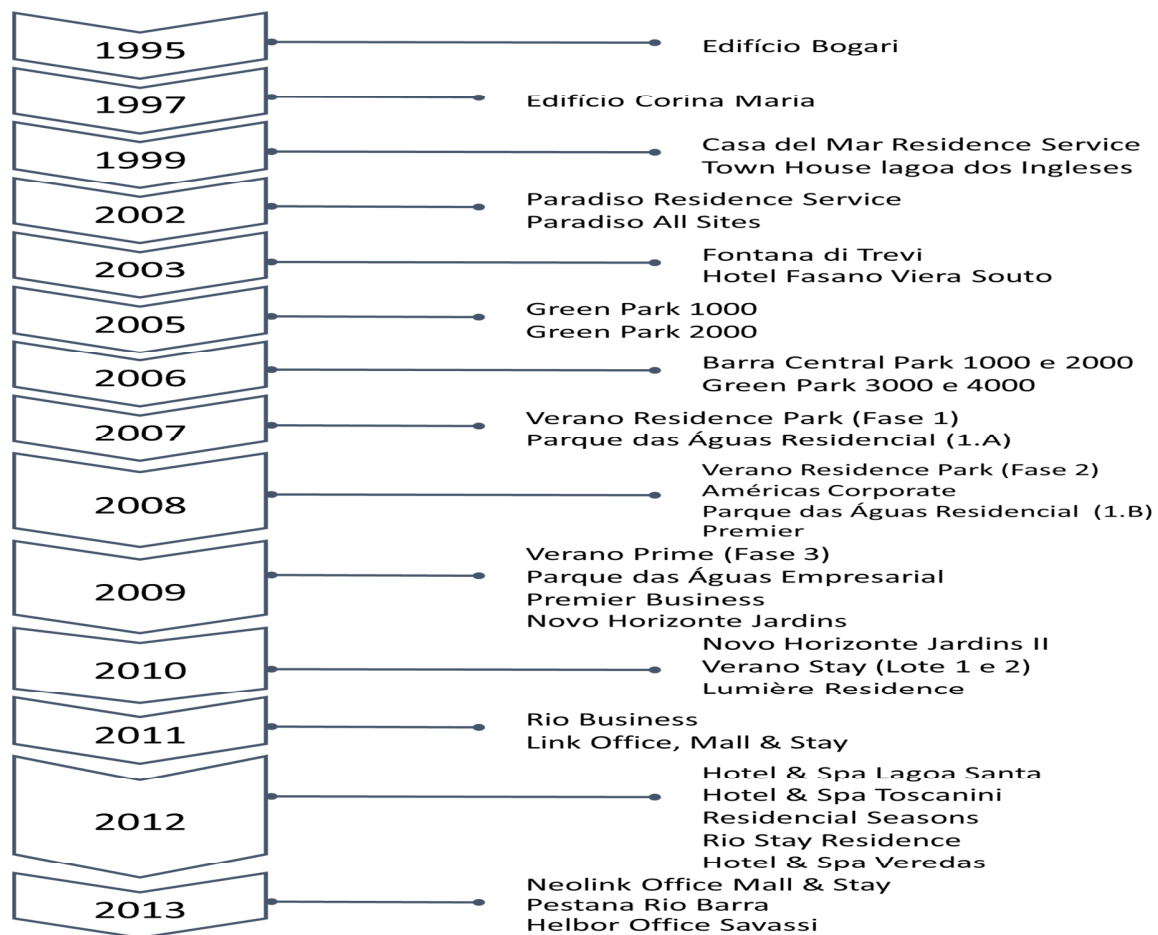 1995
Edifício Bogari
1997
Edifício Corina Maria
1999
Casa del Mar Residence Service
Town House lagoa dos Ingleses
2002
Paradiso Residence Service
Paradiso All Sites
2003
Fontana di Trevi
Hotel Fasano Viera Souto
2005
Green Park 1000
Green Park 2000
2006
Barra Central Park 1000 e 2000
Green Park 3000 e 4000
2007
Verano Residence Park (Fase 1)
Parque das Águas Residencial (1.A)
2008
Verano Residence Park (Fase 2)
Américas Corporate
Parque das Águas Residencial (1.B)
Premier
2009
Verano Prime (Fase 3)
Parque das Águas Empresarial
Premier Business
Novo Horizonte Jardins
2010
Novo Horizonte Jardins II
Verano Stay (Lote 1 e 2)
Lumière Residence
2011
Rio Business
Link Office, Mall & Stay
2012
Hotel & Spa Lagoa Santa
Hotel & Spa Toscanini
Residencial Seasons
Rio Stay Residence
Hotel & Spa Veredas
2013
Neolink Office Mall & Stay
Pestana Rio Barra
Helbor Office Savassi